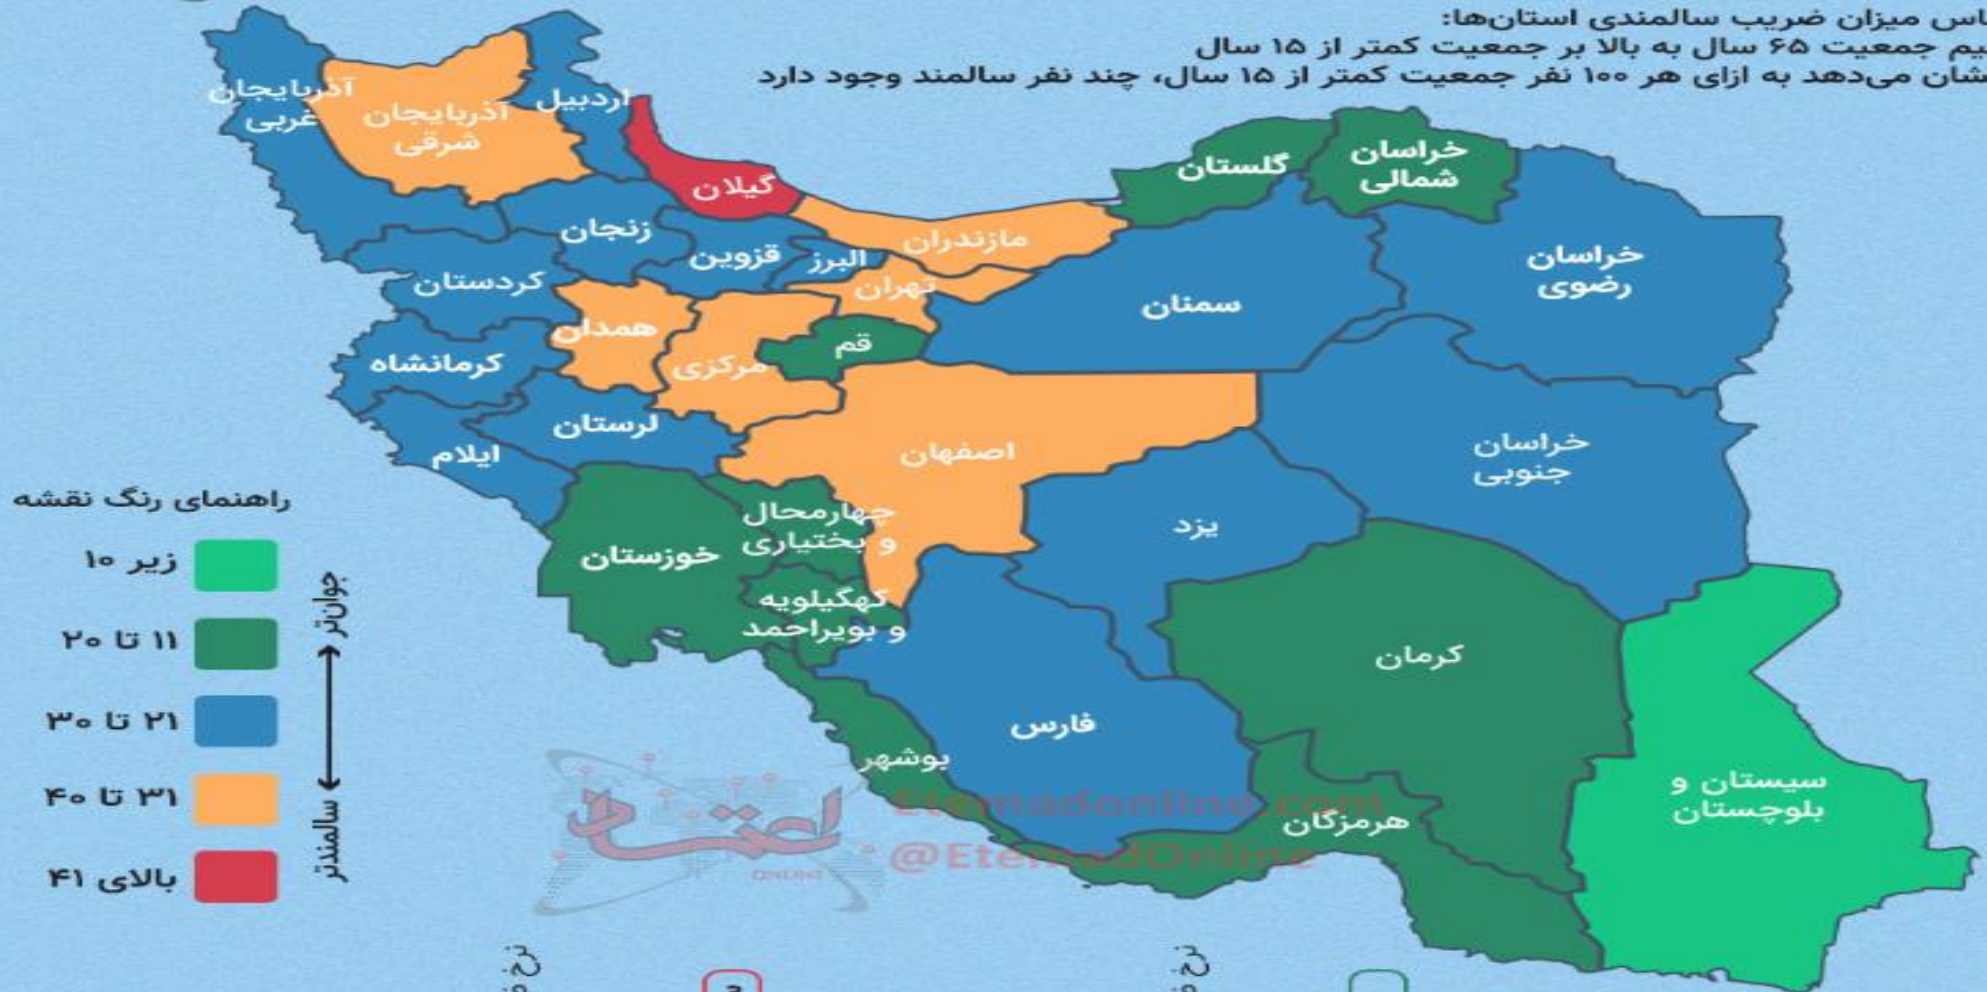 میزان ضریب سالمندی استان‌ها:
جمعیت ۶۵ سال به بالا بر جمعیت کمتر از ۱۵ سال
می‌دهد به ازای هر ۱۰۰ نفر جمعیت کمتر از ۱۵ سال، چند نفر سالمند وجود دارد
آذربایجان
غربی
آذربایجان
شرقی
اردبیل
گیلان
گلستان
خراسان
شمالی
خراسان
رضوی
مازندران
زنجان
قزوین
البرز
تهران
سمنان
کردستان
همدان
مرکزی
قم
کرمانشاه
لرستان
ایلام
اصفهان
خراسان
جنوبی
یزد
خوزستان
چهارمحال
و بختیاری
کهگیلویه
و بویراحمد
کرمان
فارس
بوشهر
هرمزگان
سیستان و
بلوچستان
راهنمای رنگ نقشه
زیر ۱۰
۱۱ تا ۲۰
۲۱ تا ۳۰
۳۱ تا ۴۰
بالای ۴۱
جوان‌تر
سالمندتر
اعتماد
ONLINE
Etemadonline.com
@EtemadOnline
نرخ
نرخ